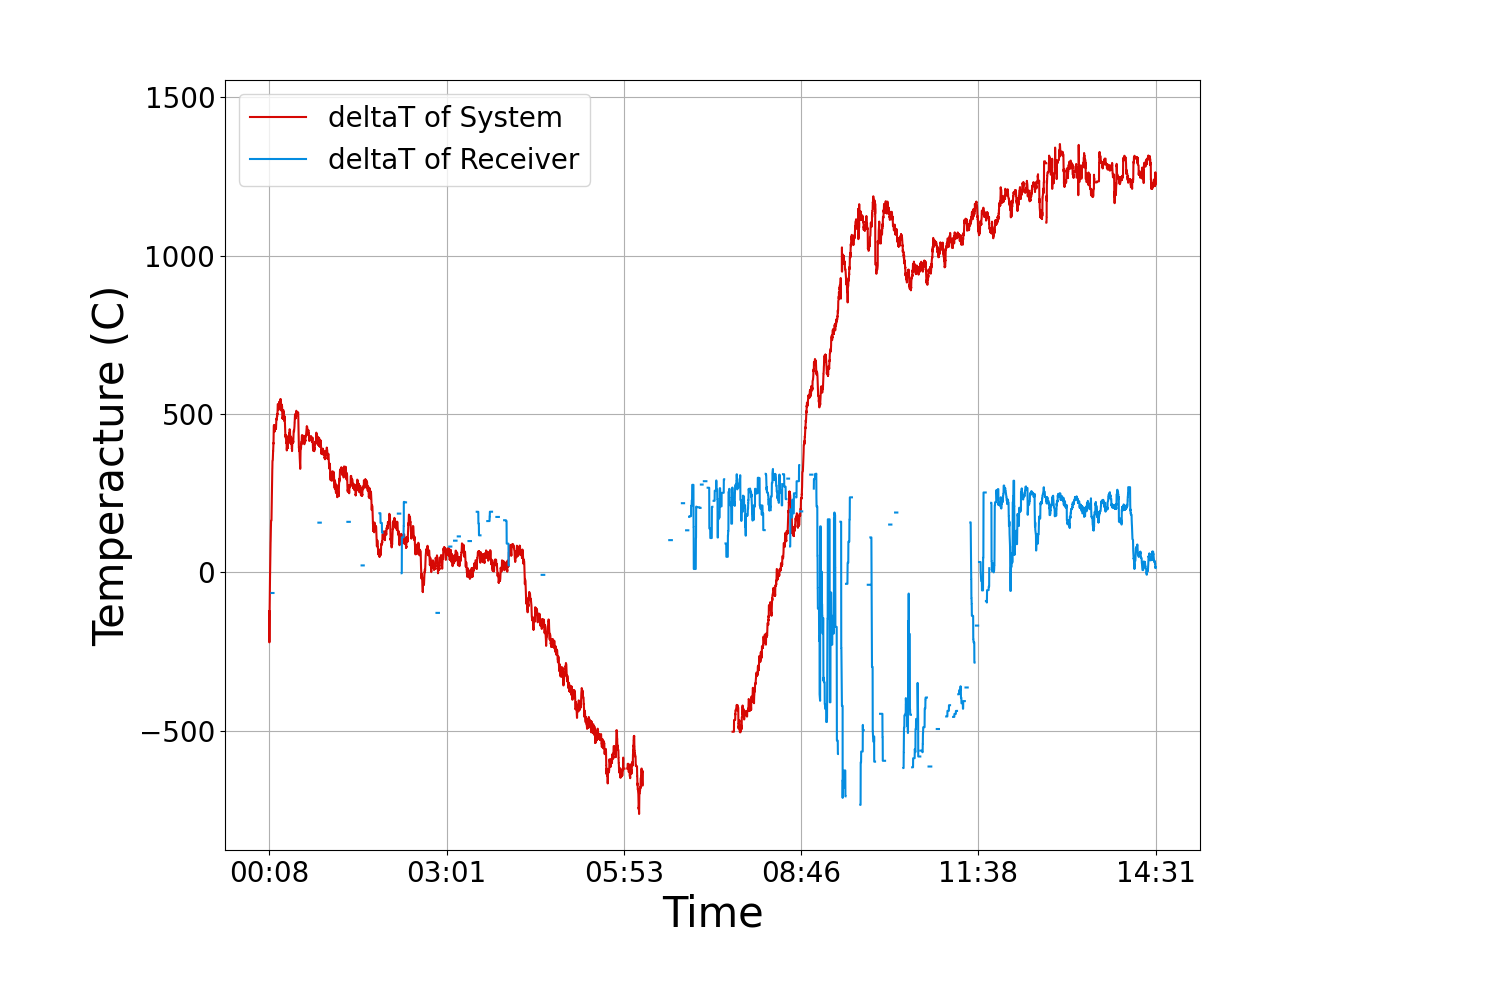 deltaT of System
deltaT of Receiver
Temperacture (C)
1500
1000
500
0
−500
00:08 03:01 05:53 08:46 11:38 14:31
Time